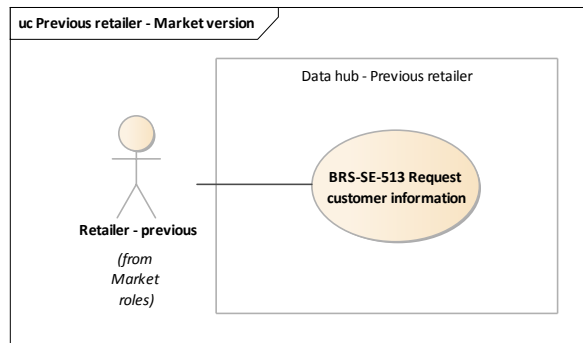 uc Previous retailer - Market version
Data hub - Previous retailer
BRS-SE-513 Request
customer information
Retailer - previous
(from
Market
roles)